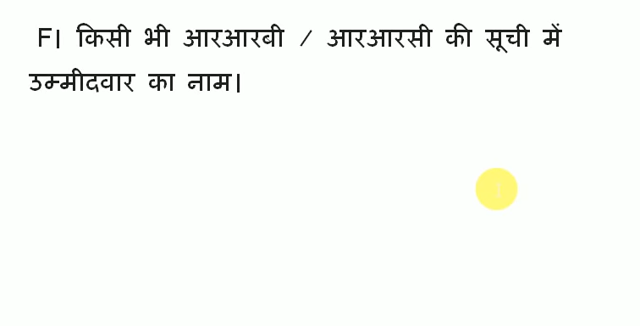 F। किसी भी आरआरबी / आरआरसी की सूची में
उम्मीदवार का नाम।